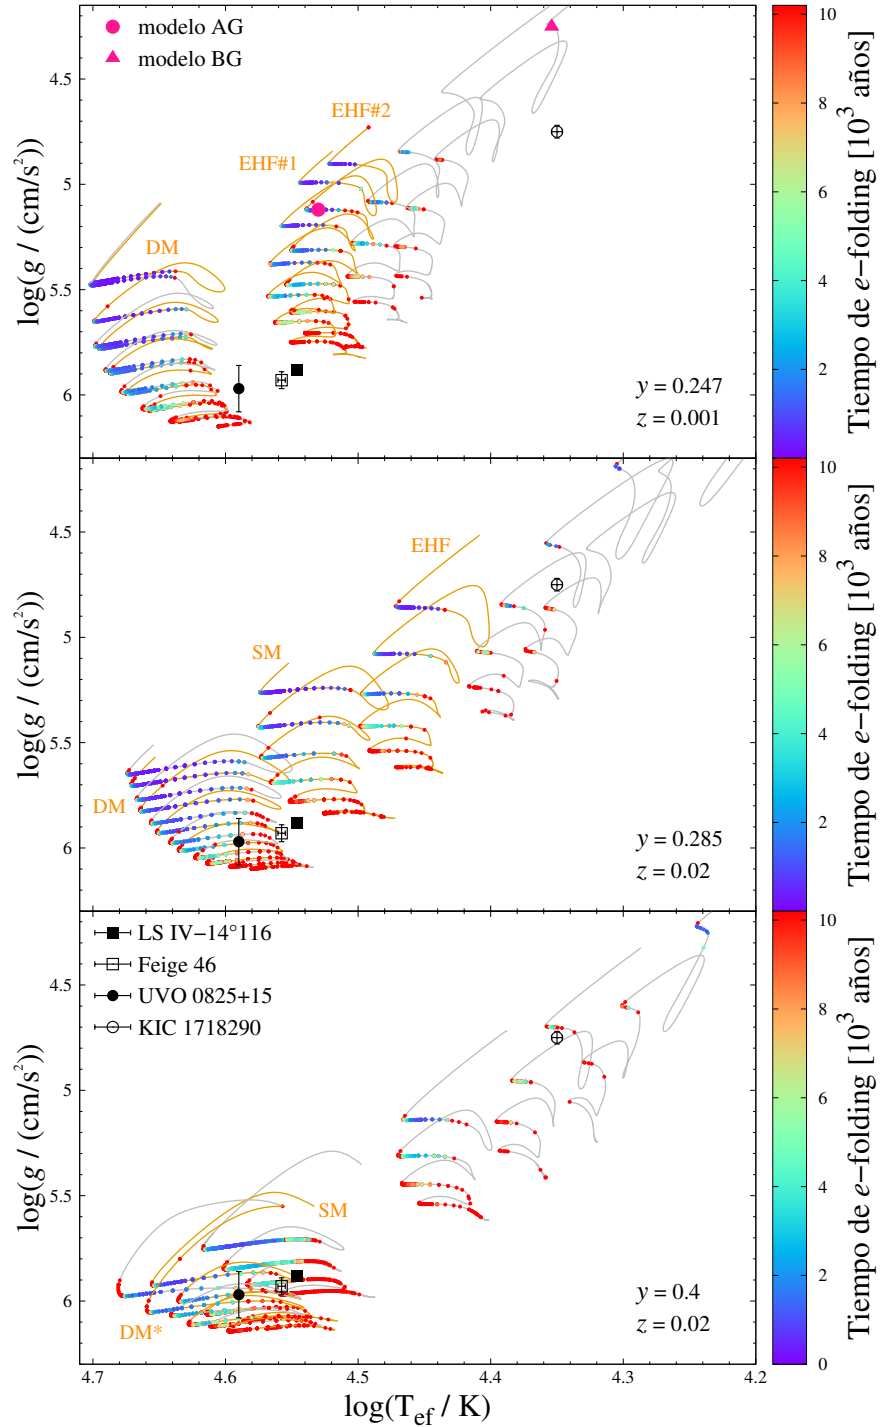 modelo AG
modelo BG
EHF#2
EHF#1
DM
y = 0.247
z = 0.001
4.5
5
5.5
6
log(g / (cm/s²))
10
8
6
4
2
Tiempo de e−folding [10³ años]
EHF
SM
DM
y = 0.285
z = 0.02
4.5
5
5.5
6
log(g / (cm/s²))
10
8
6
4
2
Tiempo de e−folding [10³ años]
LS IV−14°116
Feige 46
UVO 0825+15
KIC 1718290
SM
DM*
y = 0.4
z = 0.02
4.5
5
5.5
6
log(g / (cm/s²))
10
8
6
4
2
0
Tiempo de e−folding [10³ años]
4.7 4.6 4.5 4.4 4.3 4.2
log(T_ef / K)